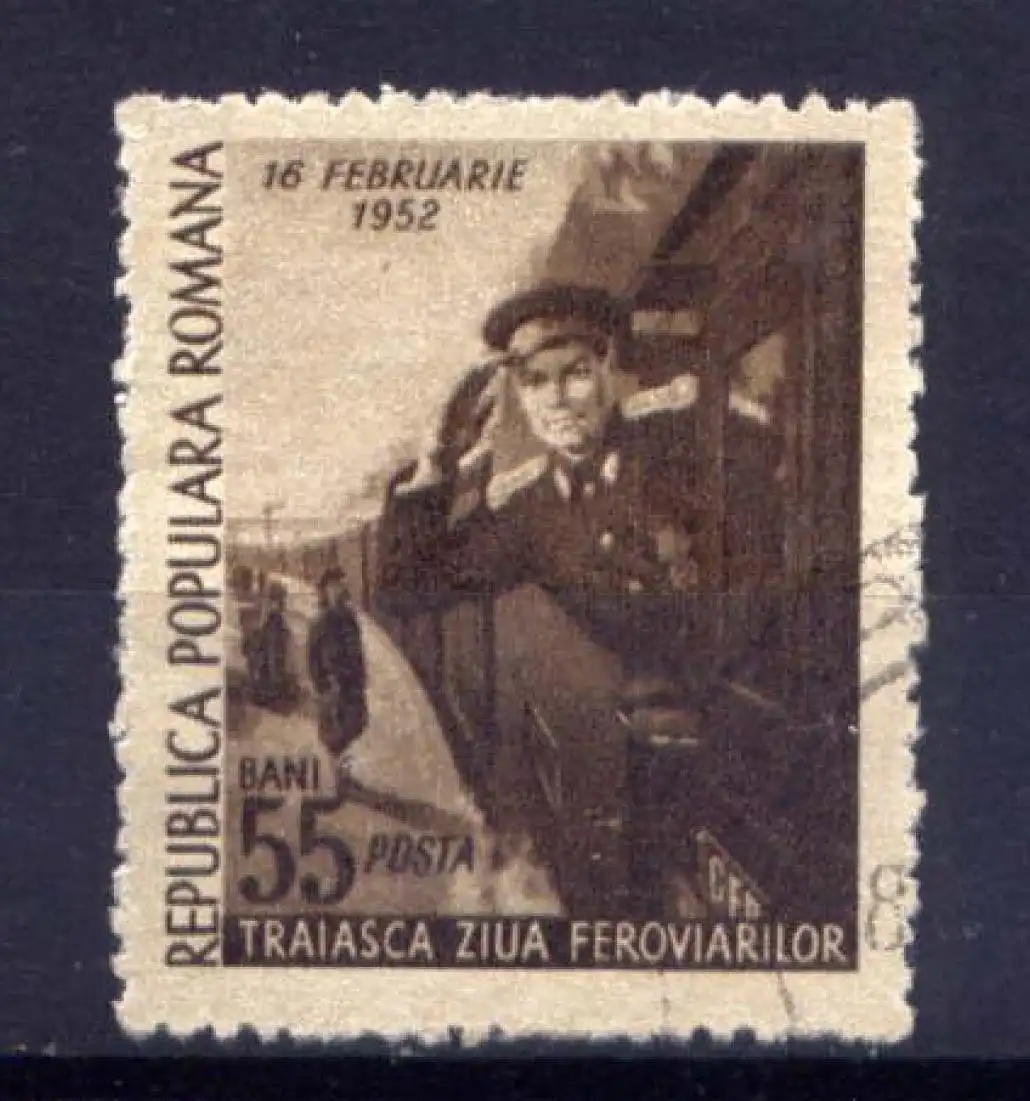 16 FEBRUARIE
1952
REPUBLICA POPULARA ROMANA
BANI
55 POSTA
CFR
TRAIASCA ZIUA FEROVIARILOR